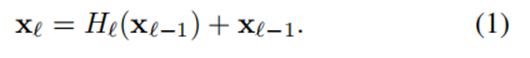 xℓ = Hℓ(xℓ−1) + xℓ−1. (1)